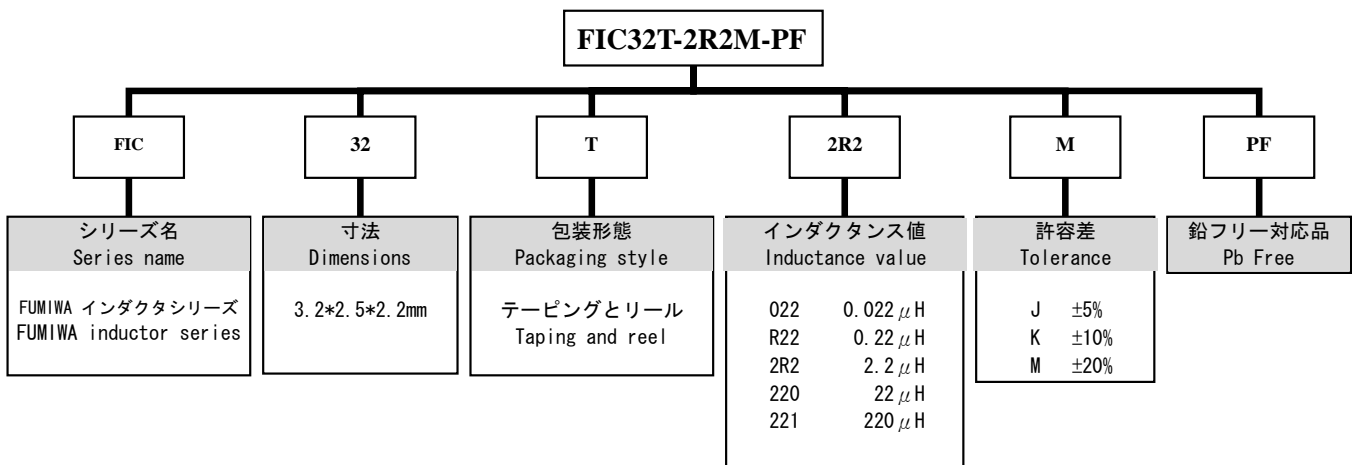 FIC32T-2R2M-PF
FIC
32
T
2R2
M
PF
シリーズ名
Series name
FUMIWA インダクタシリーズ
FUMIWA inductor series
寸法
Dimensions
3.2*2.5*2.2mm
包装形態
Packaging style
テーピングとリール
Taping and reel
インダクタンス値
Inductance value
022 0.022μH
R22 0.22μH
2R2 2.2μH
220 22μH
221 220μH
許容差
Tolerance
J ±5%
K ±10%
M ±20%
鉛フリー対応品
Pb Free